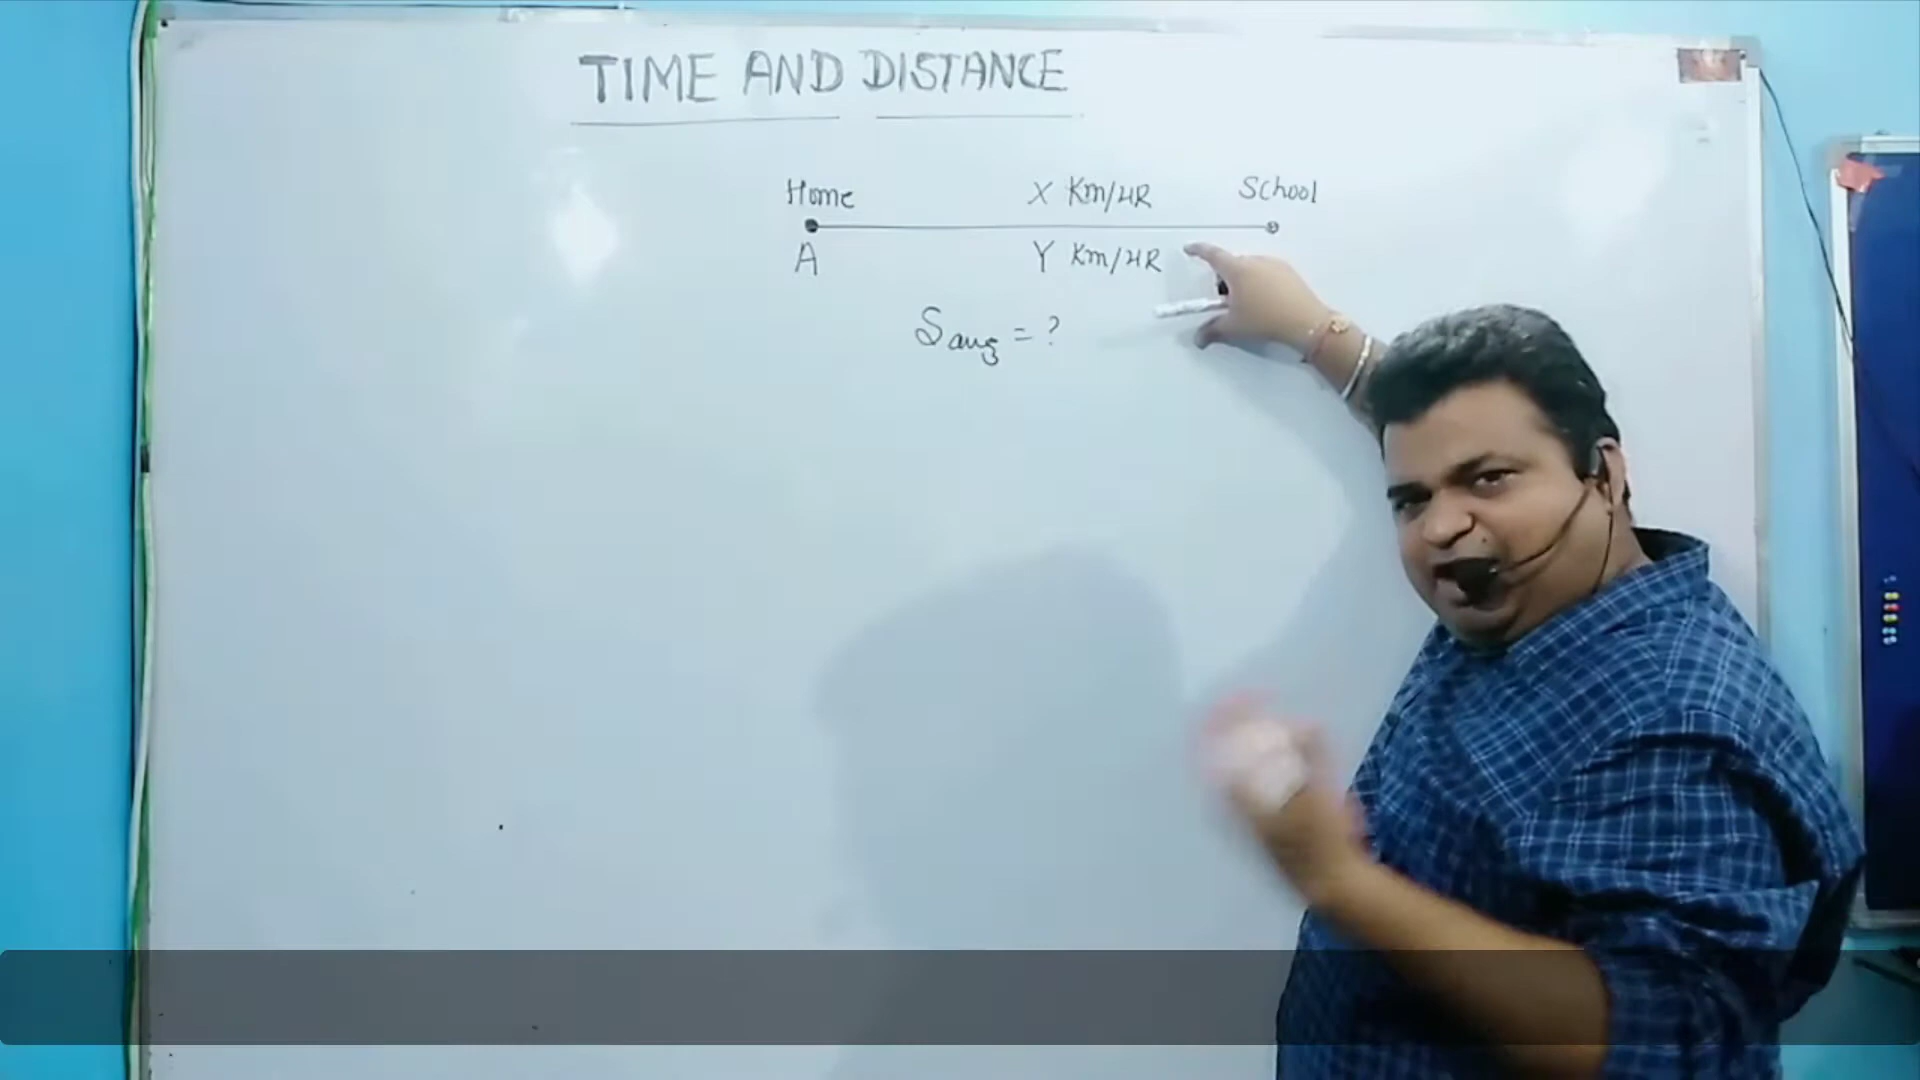 TIME AND DISTANCE
Home X Km/HR School
A Y Km/HR
Savg = ?